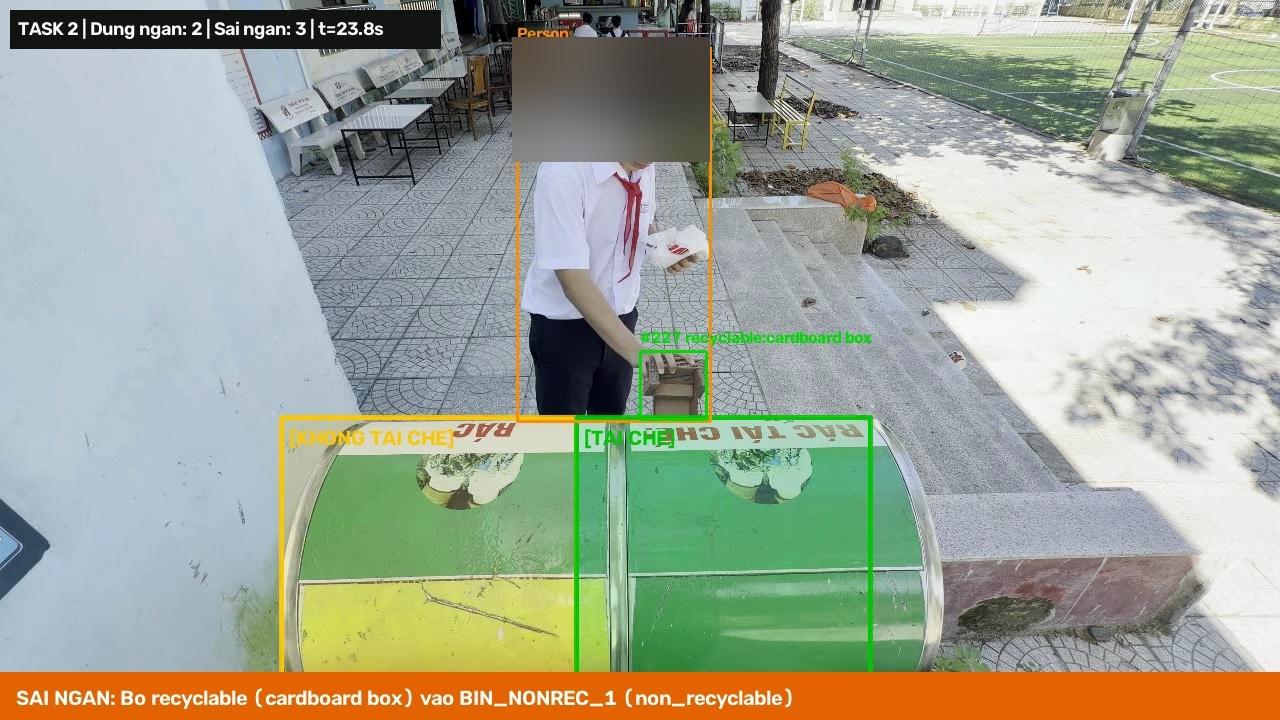 TASK 2 | Dung ngan: 2 | Sai ngan: 3 | t=23.8s
Person
#227 recyclable:cardboard box
[KHONG TAI CHE]
RÁC
[TAI CHE]
RÁC TÁI CHẾ
SAI NGAN: Bo recyclable (cardboard box) vao BIN_NONREC_1 (non_recyclable)